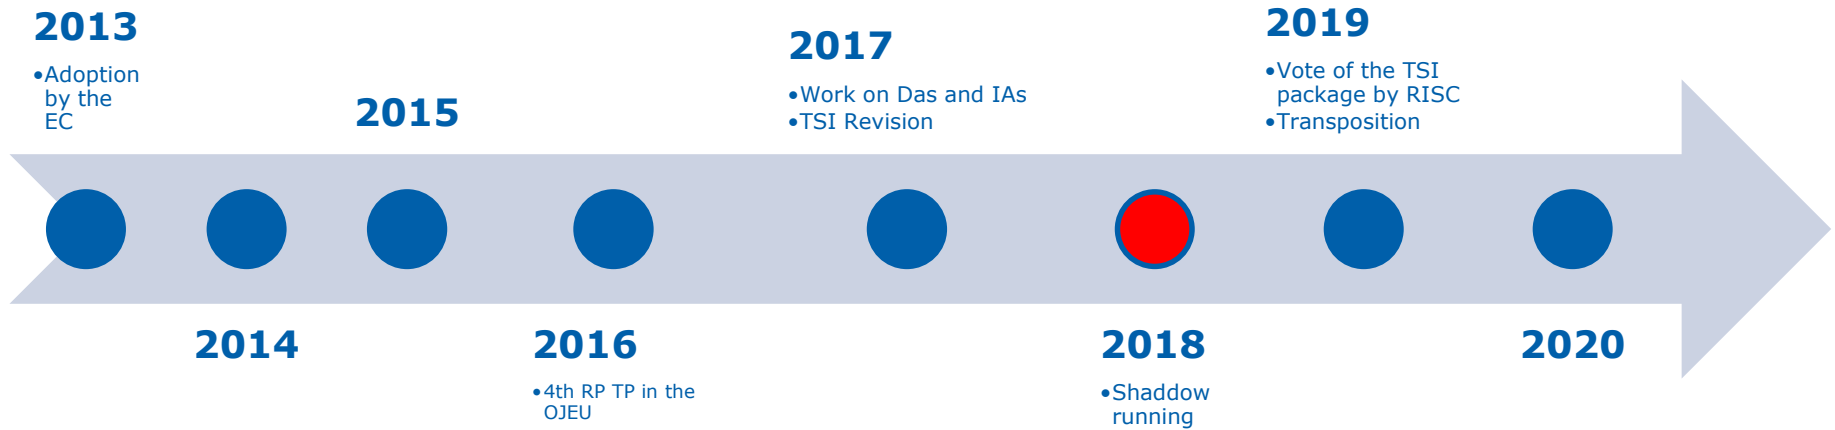 2013
•Adoption
by the
EC
2014
2015
2016
•4th RP TP in the
OJEU
2017
•Work on Das and IAs
•TSI Revision
2018
•Shaddow
running
2019
•Vote of the TSI
package by RISC
•Transposition
2020